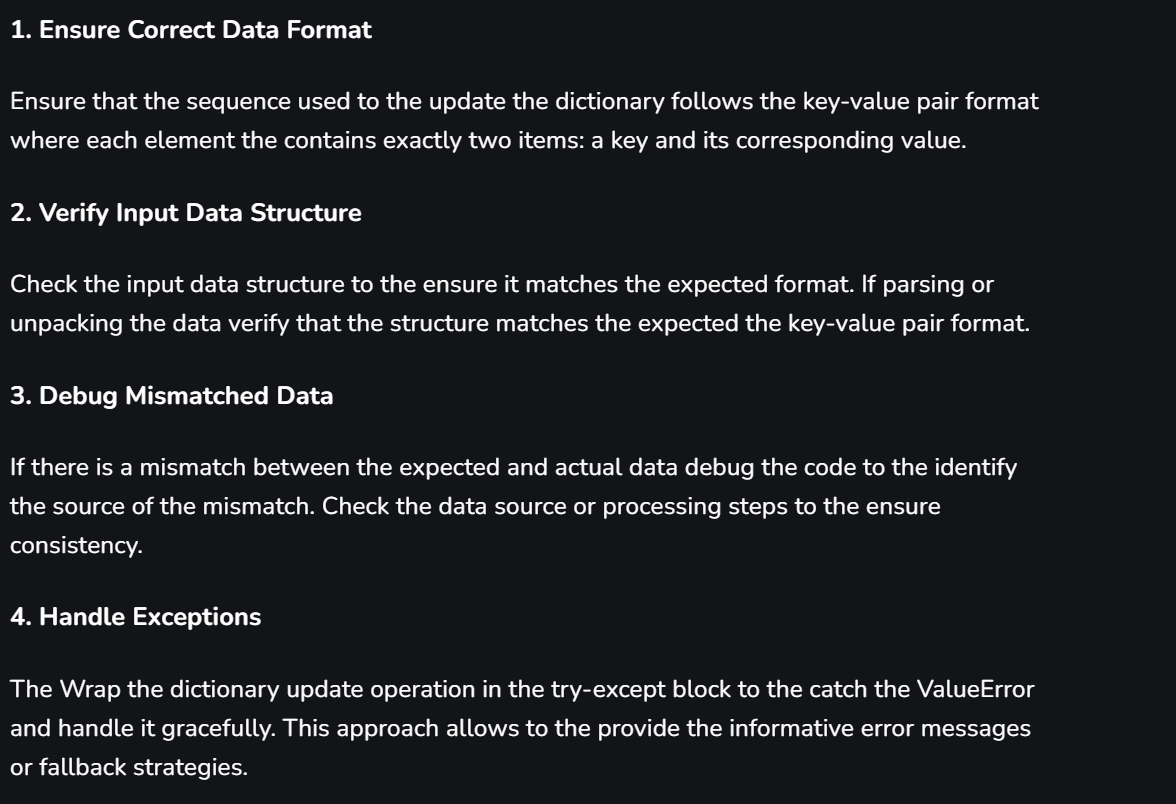 1. Ensure Correct Data Format
Ensure that the sequence used to the update the dictionary follows the key-value pair format
where each element the contains exactly two items: a key and its corresponding value.
2. Verify Input Data Structure
Check the input data structure to the ensure it matches the expected format. If parsing or
unpacking the data verify that the structure matches the expected the key-value pair format.
3. Debug Mismatched Data
If there is a mismatch between the expected and actual data debug the code to the identify
the source of the mismatch. Check the data source or processing steps to the ensure
consistency.
4. Handle Exceptions
The Wrap the dictionary update operation in the try-except block to the catch the ValueError
and handle it gracefully. This approach allows to the provide the informative error messages
or fallback strategies.